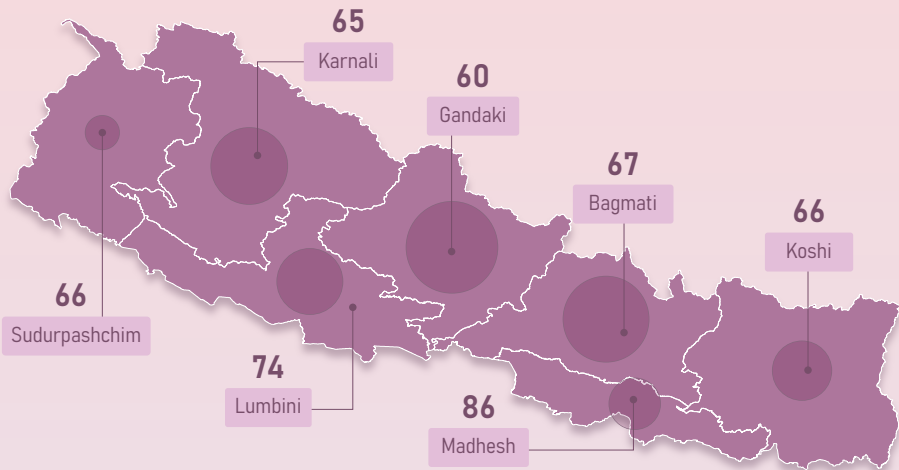 65
Karnali
60
Gandaki
67
Bagmati
66
Koshi
66
Sudurpashchim
74
Lumbini
86
Madhesh